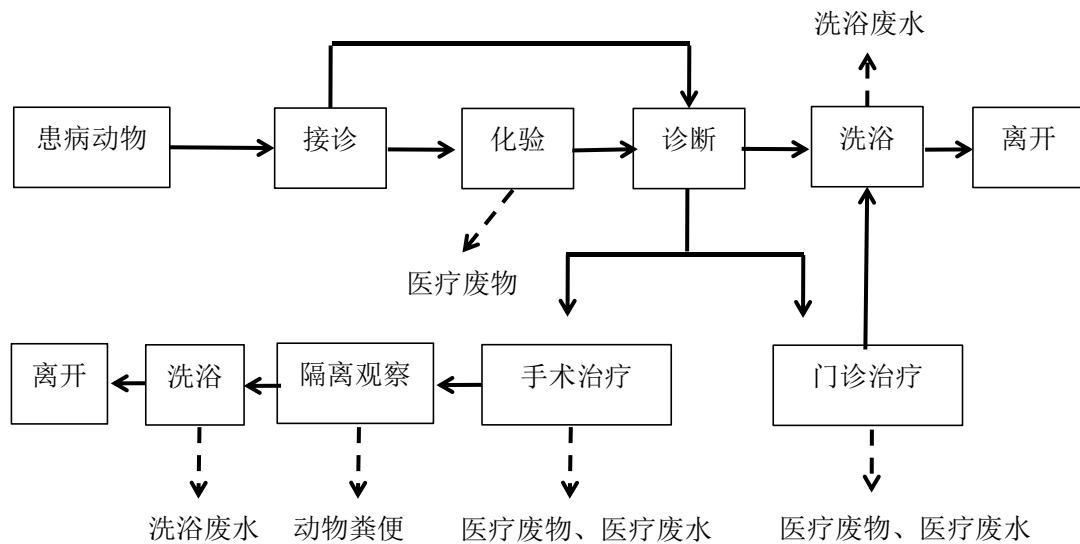 洗浴废水
患病动物
接诊
化验
诊断
洗浴
离开
医疗废物
离开
洗浴
隔离观察
手术治疗
门诊治疗
洗浴废水
动物粪便
医疗废物、医疗废水
医疗废物、医疗废水